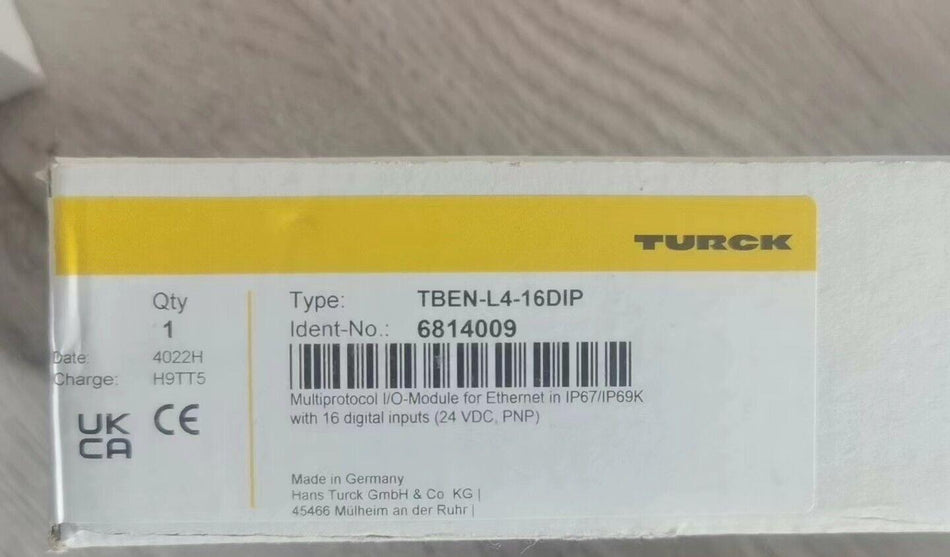 TURCK
Qty
1
Date: 4022H
Charge: H9TT5
UK
CA
CE
Type: TBEN-L4-16DIP
Ident-No.: 6814009
Multiprotocol I/O-Module for Ethernet in IP67/IP69K
with 16 digital inputs (24 VDC, PNP)
Made in Germany
Hans Turck GmbH & Co KG |
45466 Mülheim an der Ruhr |